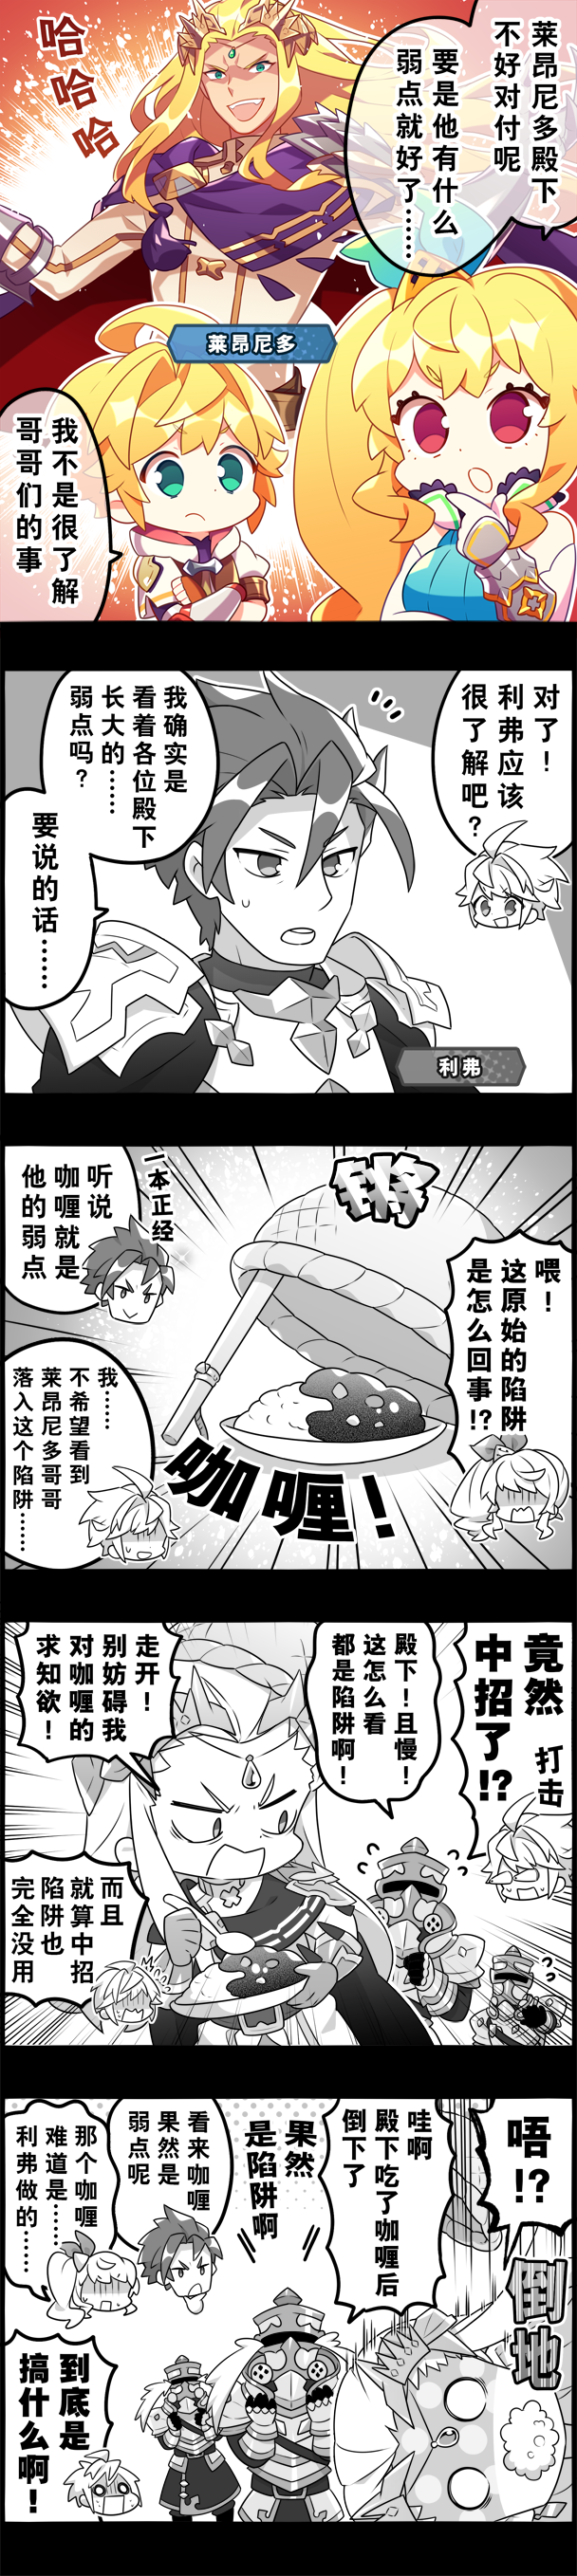 莱昂尼多殿下
不好对付呢
要是他有什么
弱点就好了……
哈哈哈
莱昂尼多
我不是很了解
哥哥们的事
对了！
利弗应该
很了解吧？
我确实是
看着各位殿下
长大的……
弱点吗？
要说的话……
利弗
喂！
这原始的陷阱
是怎么回事!?
锵
一本正经
听说
咖喱就是
他的弱点
咖喱！
我……
不希望看到
莱昂尼多哥哥
落入这个陷阱……
竟然
中招了!?
打击
殿下！且慢！
这怎么看
都是陷阱啊！
走开！
别妨碍我
对咖喱的
求知欲！
而且
就算中招
陷阱也
完全没用
唔!?
倒地
哇啊
殿下吃了咖喱后
倒下了
果然
是陷阱啊
看来咖喱
果然是
弱点呢
那个咖喱
难道是……
利弗做的……
到底是
搞什么啊！